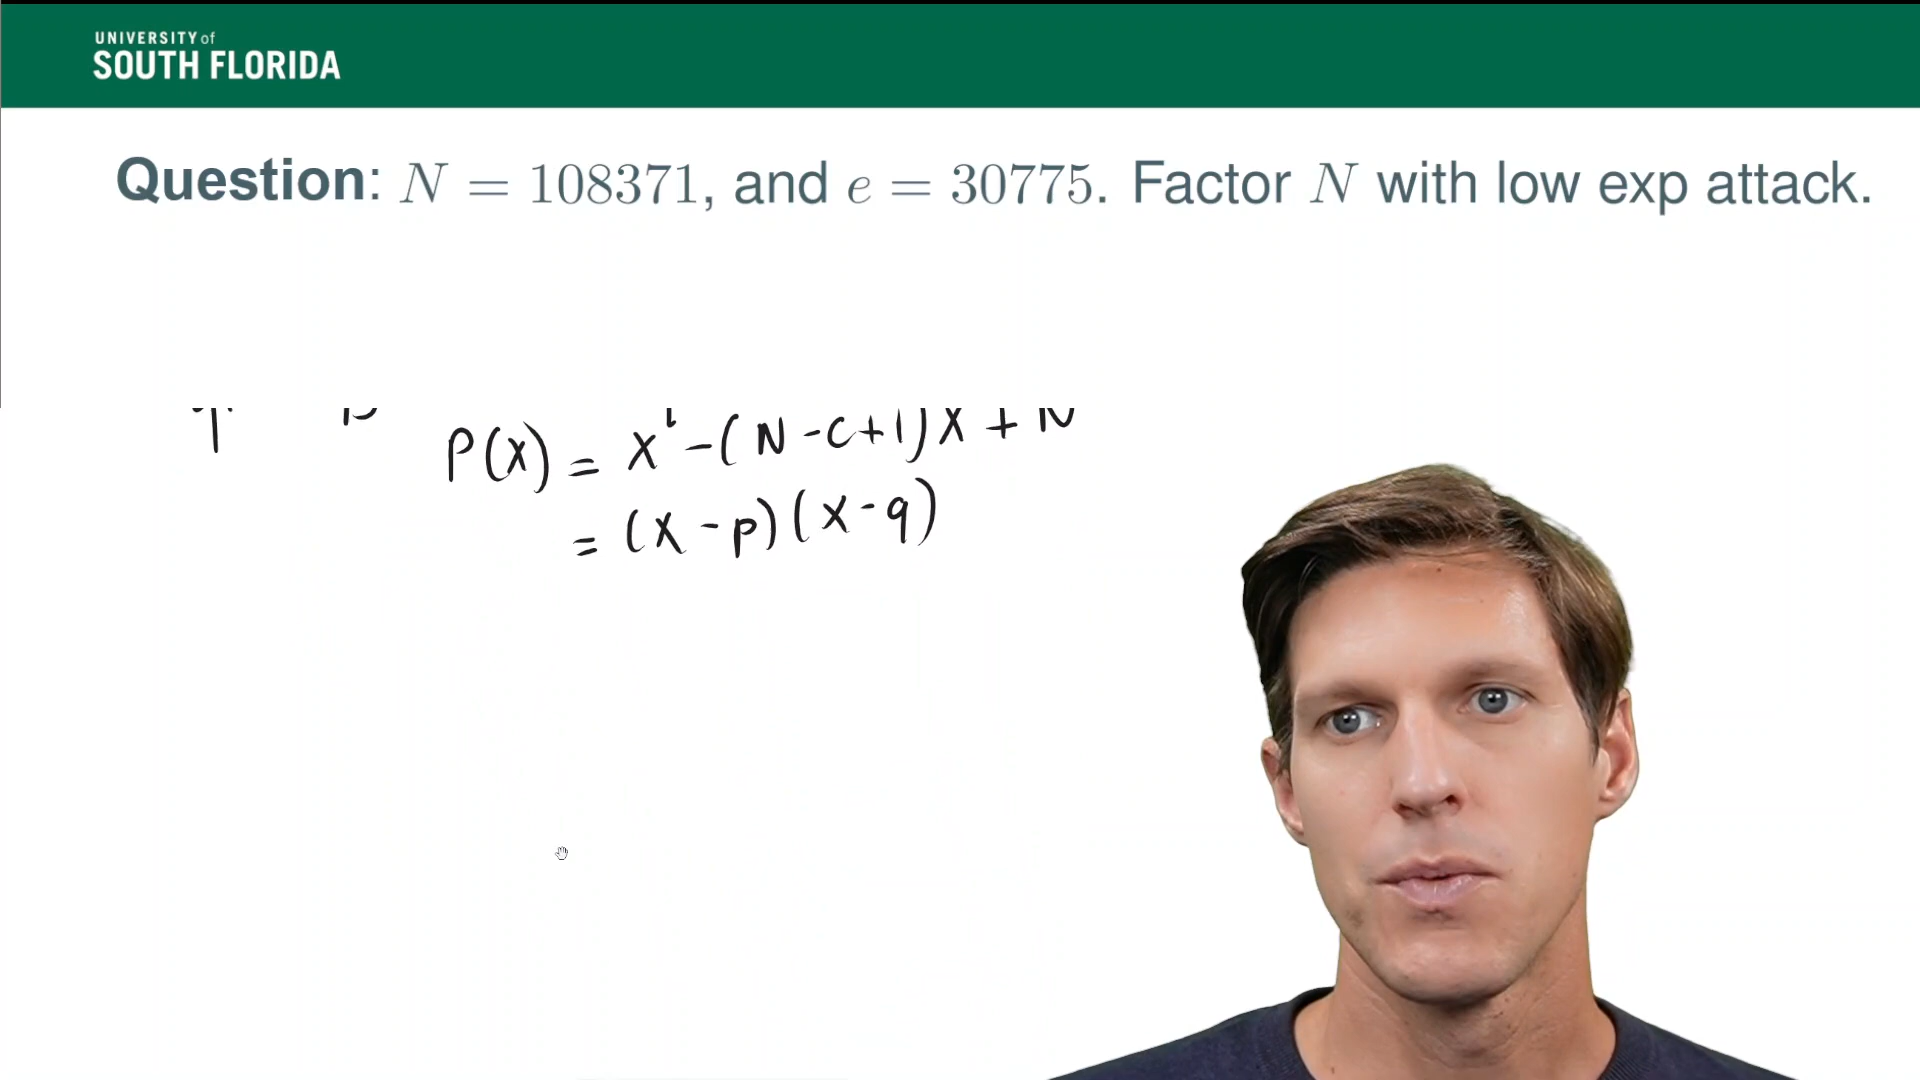 UNIVERSITY of
SOUTH FLORIDA
Question: N = 108371, and e = 30775. Factor N with low exp attack.
P(x) = x² - (N - c + 1) x + N
= (x - p)(x - q)